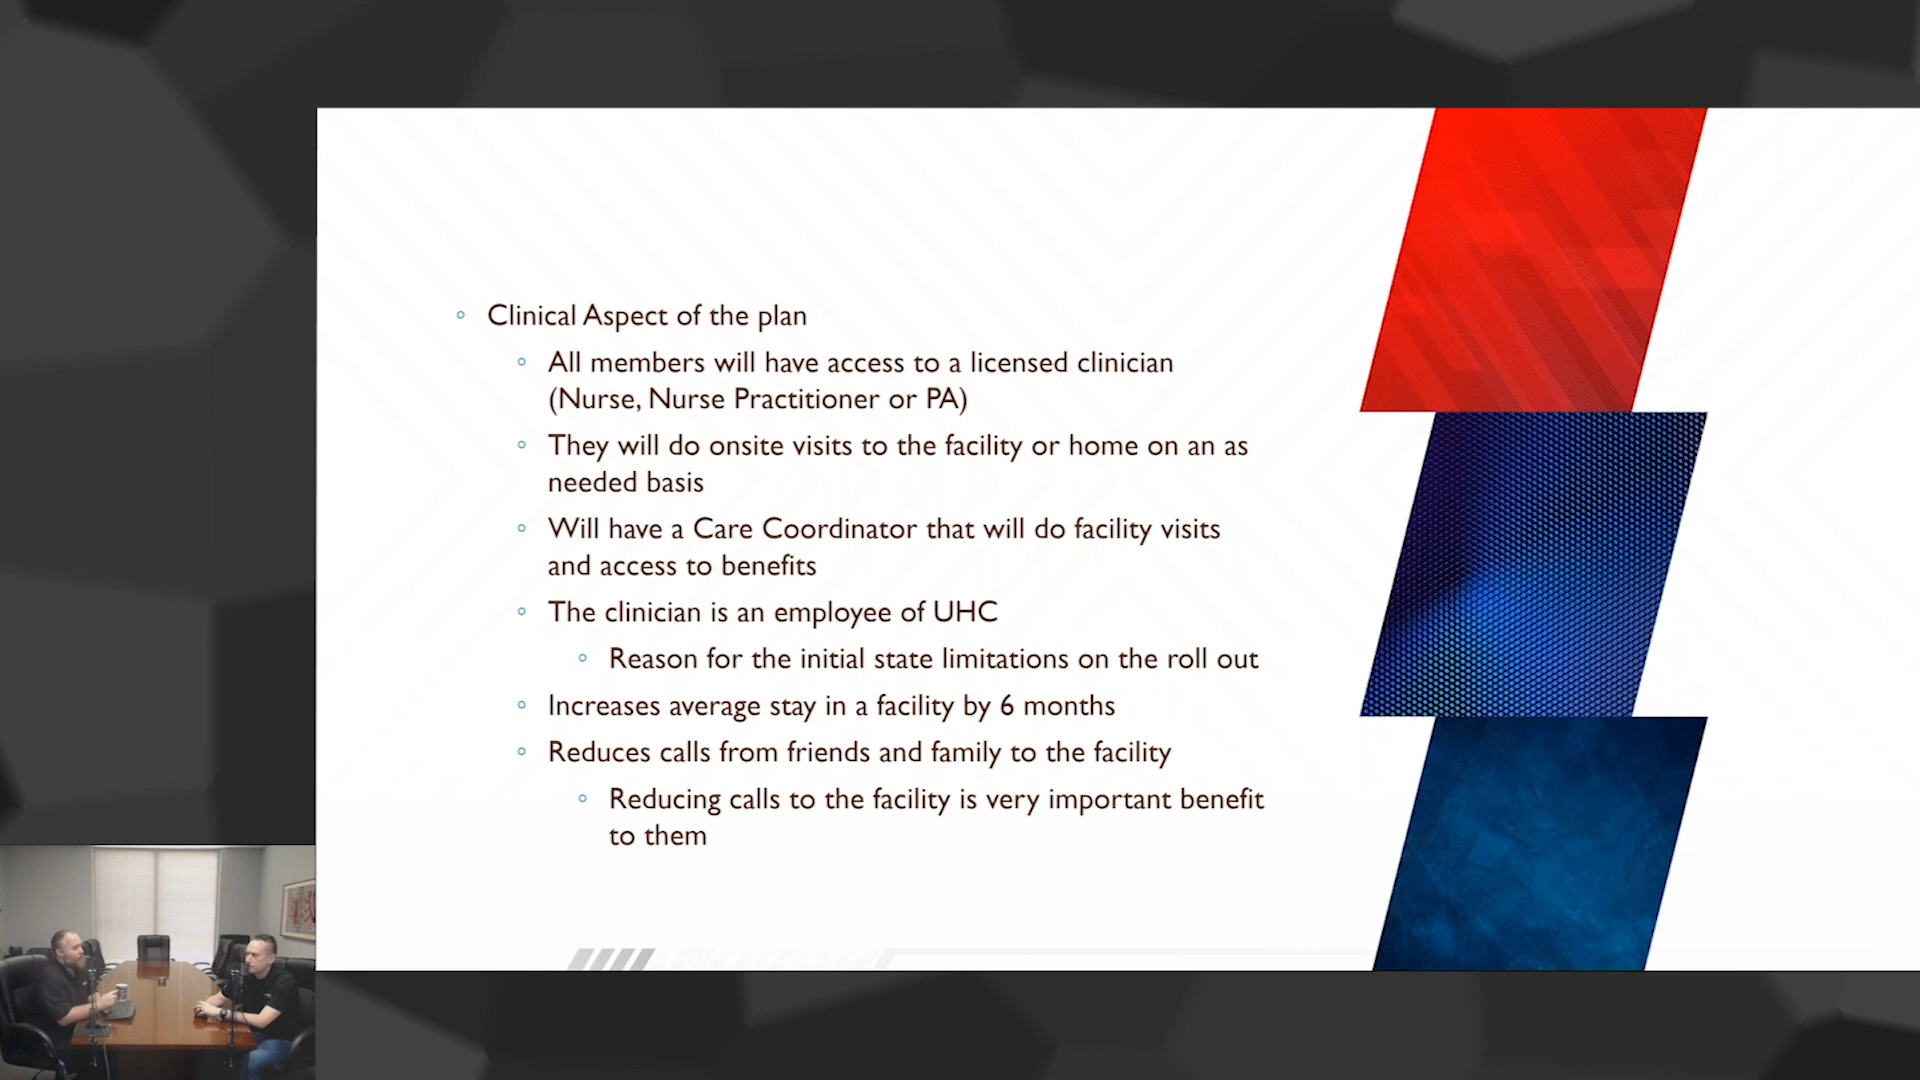 Clinical Aspect of the plan
All members will have access to a licensed clinician
(Nurse, Nurse Practitioner or PA)
They will do onsite visits to the facility or home on an as
needed basis
Will have a Care Coordinator that will do facility visits
and access to benefits
The clinician is an employee of UHC
Reason for the initial state limitations on the roll out
Increases average stay in a facility by 6 months
Reduces calls from friends and family to the facility
Reducing calls to the facility is very important benefit
to them